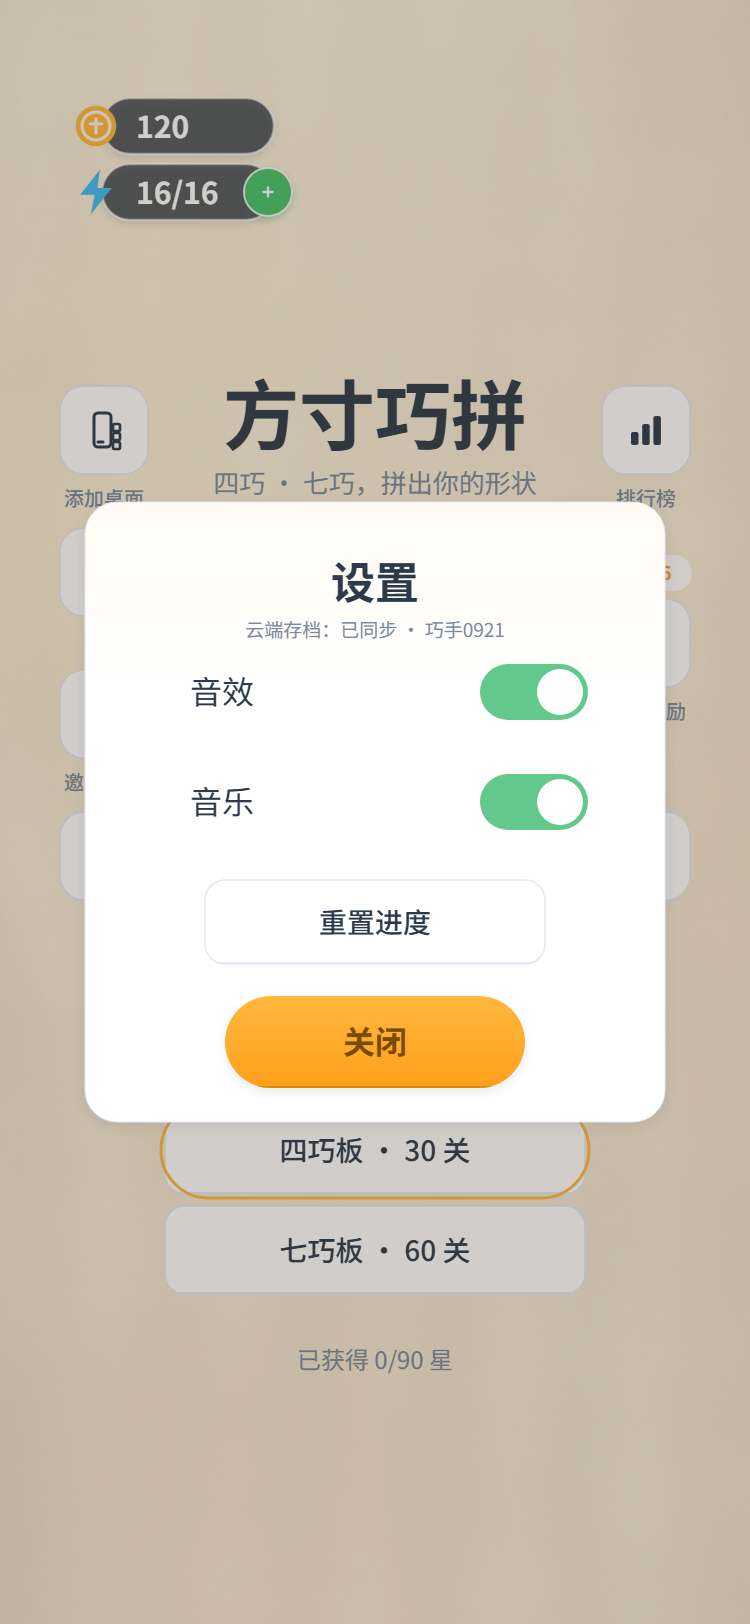 120
16/16
方寸巧拼
四巧 · 七巧，拼出你的形状
添加桌面
排行榜
设置
云端存档：已同步 · 巧手0921
音效
励
音乐
邀
重置进度
关闭
四巧板 · 30 关
七巧板 · 60 关
已获得 0/90 星